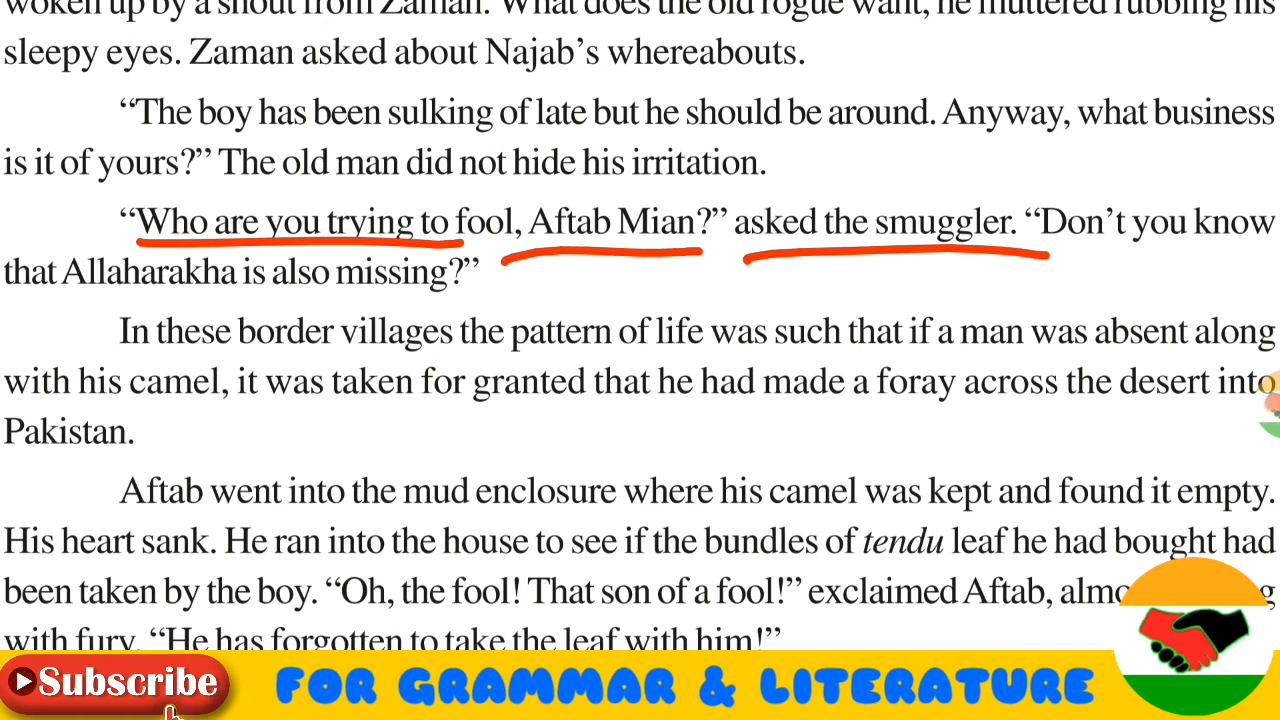 woken up by a shout from Zaman. What does the old rogue want, he muttered rubbing his
sleepy eyes. Zaman asked about Najab’s whereabouts.
“The boy has been sulking of late but he should be around. Anyway, what business
is it of yours?” The old man did not hide his irritation.
“Who are you trying to fool, Aftab Mian?” asked the smuggler. “Don’t you know
that Allaharakha is also missing?”
In these border villages the pattern of life was such that if a man was absent along
with his camel, it was taken for granted that he had made a foray across the desert into
Pakistan.
Aftab went into the mud enclosure where his camel was kept and found it empty.
His heart sank. He ran into the house to see if the bundles of tendu leaf he had bought had
been taken by the boy. “Oh, the fool! That son of a fool!” exclaimed Aftab,
with fury. “He has forgotten to take the leaf with him!”
Subscribe FOR GRAMMAR & LITERATURE